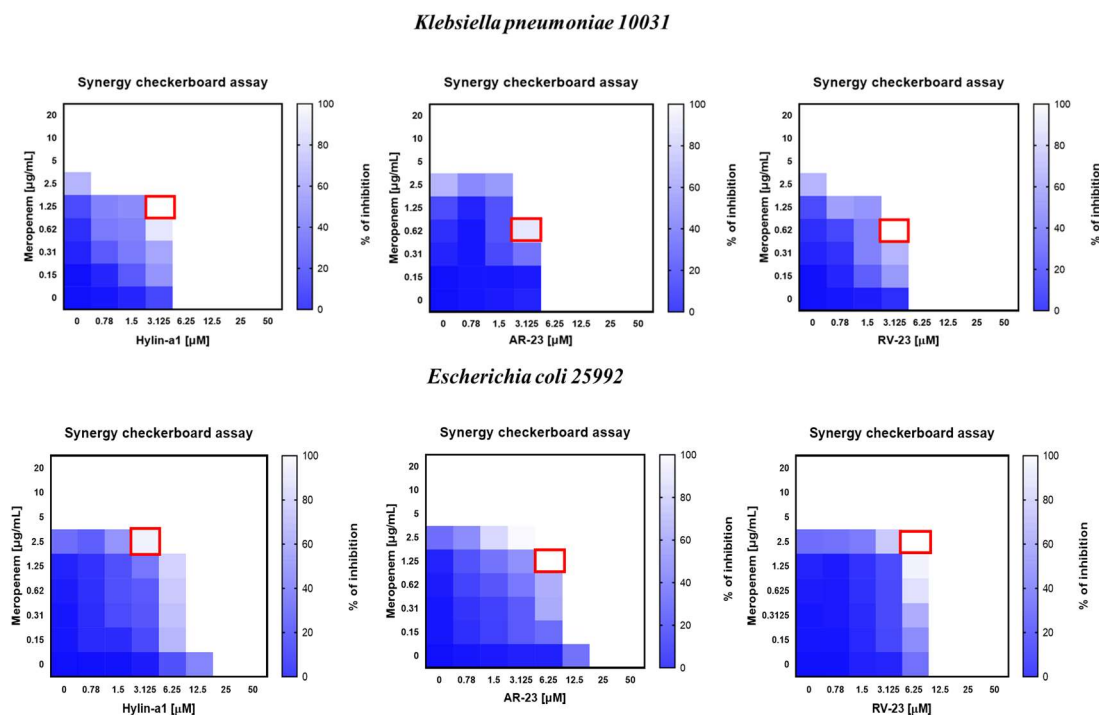 Klebsiella pneumoniae 10031
Synergy checkerboard assay
Meropenem [µg/mL]
20
10
5
2.5
1.25
0.62
0.31
0.15
0
0 0.78 1.5 3.125 6.25 12.5 25 50
Hylin-a1 [µM]
100
80
60
40
20
0
% of inhibition
Synergy checkerboard assay
Meropenem [µg/mL]
20
10
5
2.5
1.25
0.62
0.31
0.15
0
0 0.78 1.5 3.125 6.25 12.5 25 50
AR-23 [µM]
100
80
60
40
20
0
% of inhibition
Synergy checkerboard assay
Meropenem [µg/mL]
20
10
5
2.5
1.25
0.62
0.31
0.15
0
0 0.78 1.5 3.125 6.25 12.5 25 50
RV-23 [µM]
100
80
60
40
20
0
% of inhibition
Escherichia coli 25992
Synergy checkerboard assay
Meropenem [µg/mL]
20
10
5
2.5
1.25
0.62
0.31
0.15
0
0 0.78 1.5 3.125 6.25 12.5 25 50
Hylin-a1 [µM]
100
80
60
40
20
0
% of inhibition
Synergy checkerboard assay
Meropenem [µg/mL]
20
10
5
2.5
1.25
0.62
0.31
0.15
0
0 0.78 1.5 3.125 6.25 12.5 25 50
AR-23 [µM]
100
80
60
40
20
0
% of inhibition
Synergy checkerboard assay
Meropenem [µg/mL]
20
10
5
2.5
1.25
0.62
0.3125
0.15
0
0 0.78 1.5 3.125 6.25 12.5 25 50
RV-23 [µM]
100
80
60
40
20
0
% of inhibition